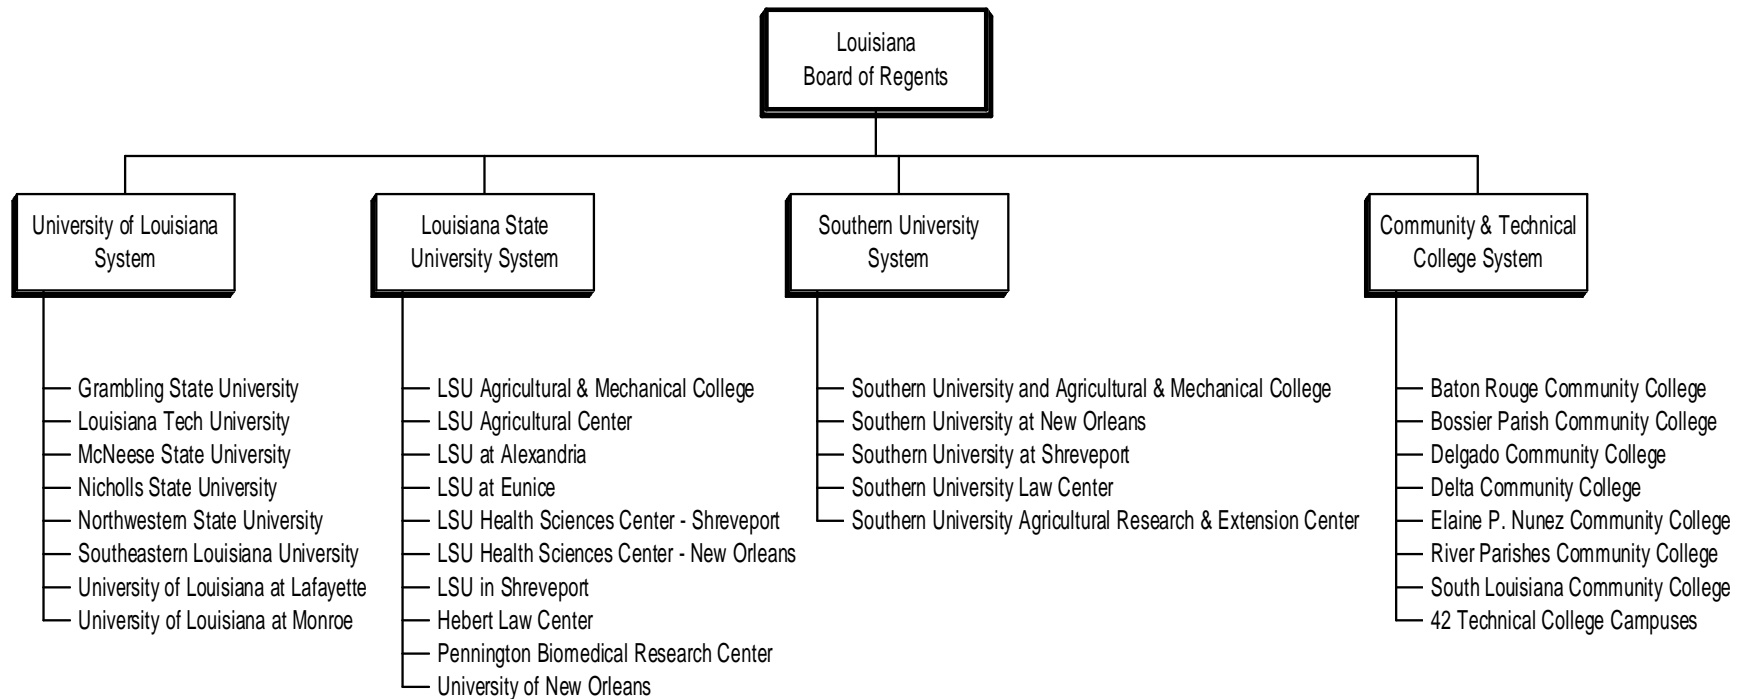 Louisiana
Board of Regents
University of Louisiana
System
Louisiana State
University System
Southern University
System
Community & Technical
College System
Grambling State University
Louisiana Tech University
McNeese State University
Nicholls State University
Northwestern State University
Southeastern Louisiana University
University of Louisiana at Lafayette
University of Louisiana at Monroe
LSU Agricultural & Mechanical College
LSU Agricultural Center
LSU at Alexandria
LSU at Eunice
LSU Health Sciences Center - Shreveport
LSU Health Sciences Center - New Orleans
LSU in Shreveport
Hebert Law Center
Pennington Biomedical Research Center
University of New Orleans
Southern University and Agricultural & Mechanical College
Southern University at New Orleans
Southern University at Shreveport
Southern University Law Center
Southern University Agricultural Research & Extension Center
Baton Rouge Community College
Bossier Parish Community College
Delgado Community College
Delta Community College
Elaine P. Nunez Community College
River Parishes Community College
South Louisiana Community College
42 Technical College Campuses